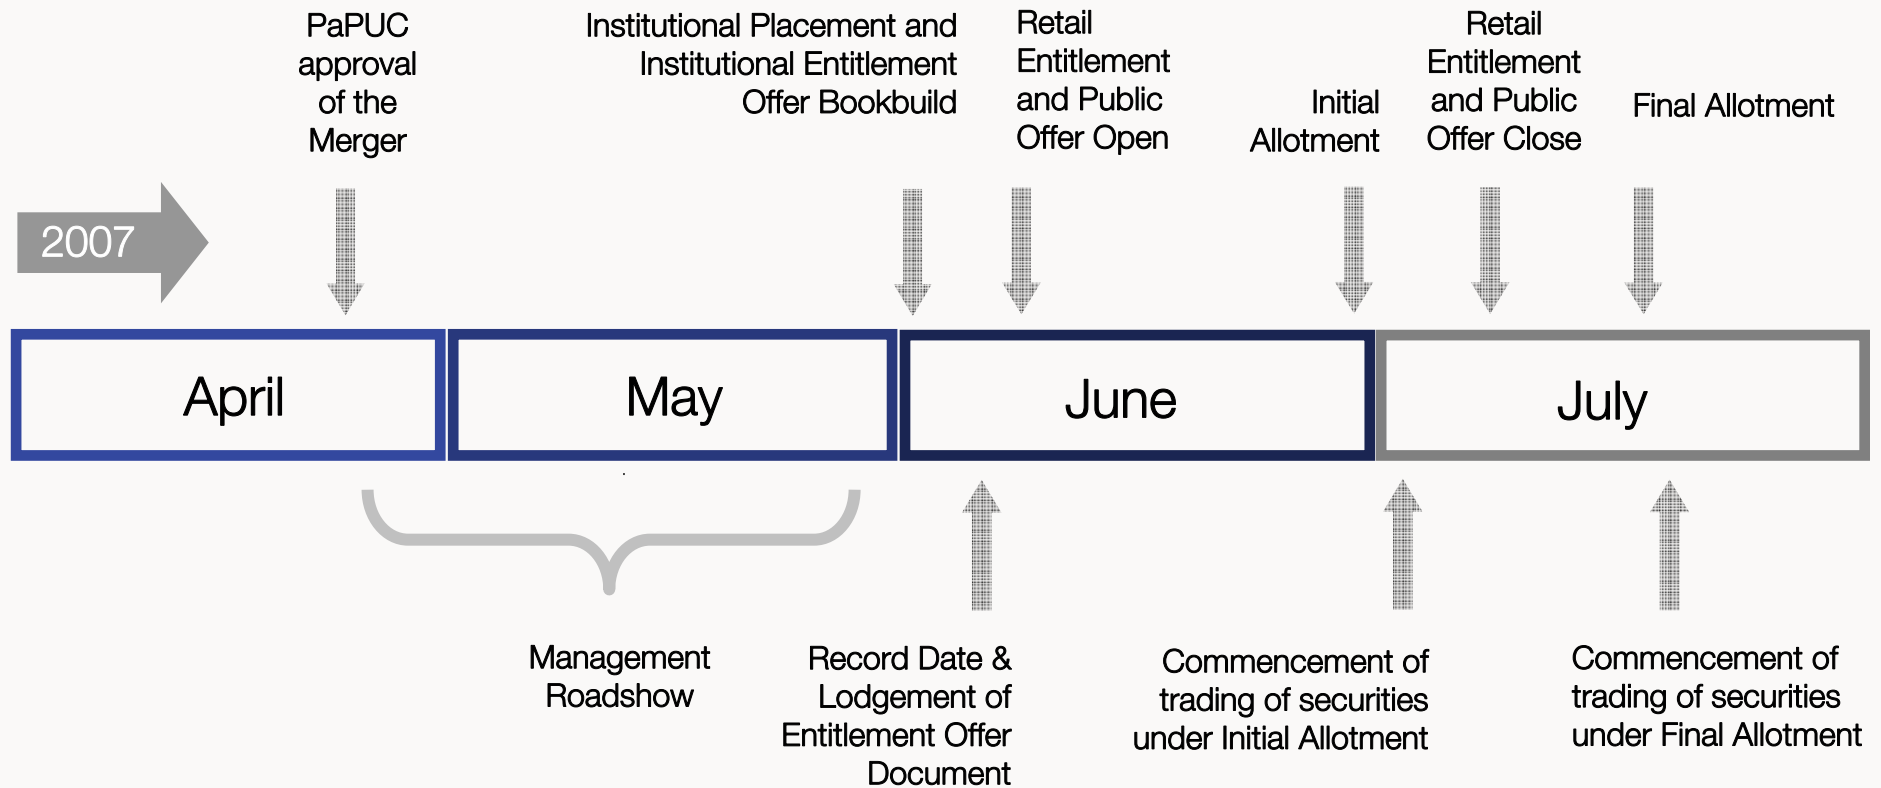 PaPUC
approval
of the
Merger
Institutional Placement and
Institutional Entitlement
Offer Bookbuild
Retail
Entitlement
and Public
Offer Open
Initial
Allotment
Retail
Entitlement
and Public
Offer Close
Final Allotment
2007
April
May
June
July
Management
Roadshow
Record Date &
Lodgement of
Entitlement Offer
Document
Commencement of
trading of securities
under Initial Allotment
Commencement of
trading of securities
under Final Allotment